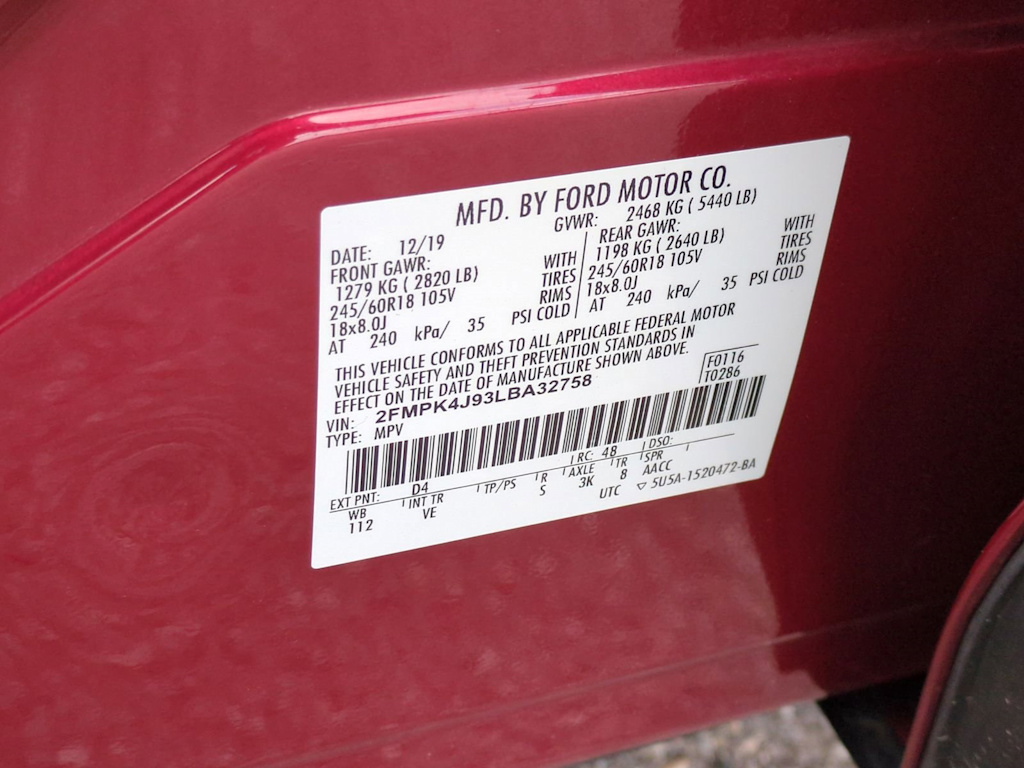 MFD. BY FORD MOTOR CO.
DATE: 12/19 GVWR: 2468 KG ( 5440 LB)
FRONT GAWR: REAR GAWR:
1279 KG ( 2820 LB) WITH 1198 KG ( 2640 LB) WITH
245/60R18 105V TIRES 245/60R18 105V TIRES
18x8.0J RIMS 18x8.0J RIMS
AT 240 kPa/ 35 PSI COLD AT 240 kPa/ 35 PSI COLD
THIS VEHICLE CONFORMS TO ALL APPLICABLE FEDERAL MOTOR
VEHICLE SAFETY AND THEFT PREVENTION STANDARDS IN
EFFECT ON THE DATE OF MANUFACTURE SHOWN ABOVE.
F0116
T0286
VIN: 2FMPK4J93LBA32758
TYPE: MPV
EXT PNT: D4 RC: 48 DSO:
WB INT TR TP/PS R AXLE TR SPR
112 VE S 3K 8 AACC
UTC ▽ 5U5A-1520472-BA